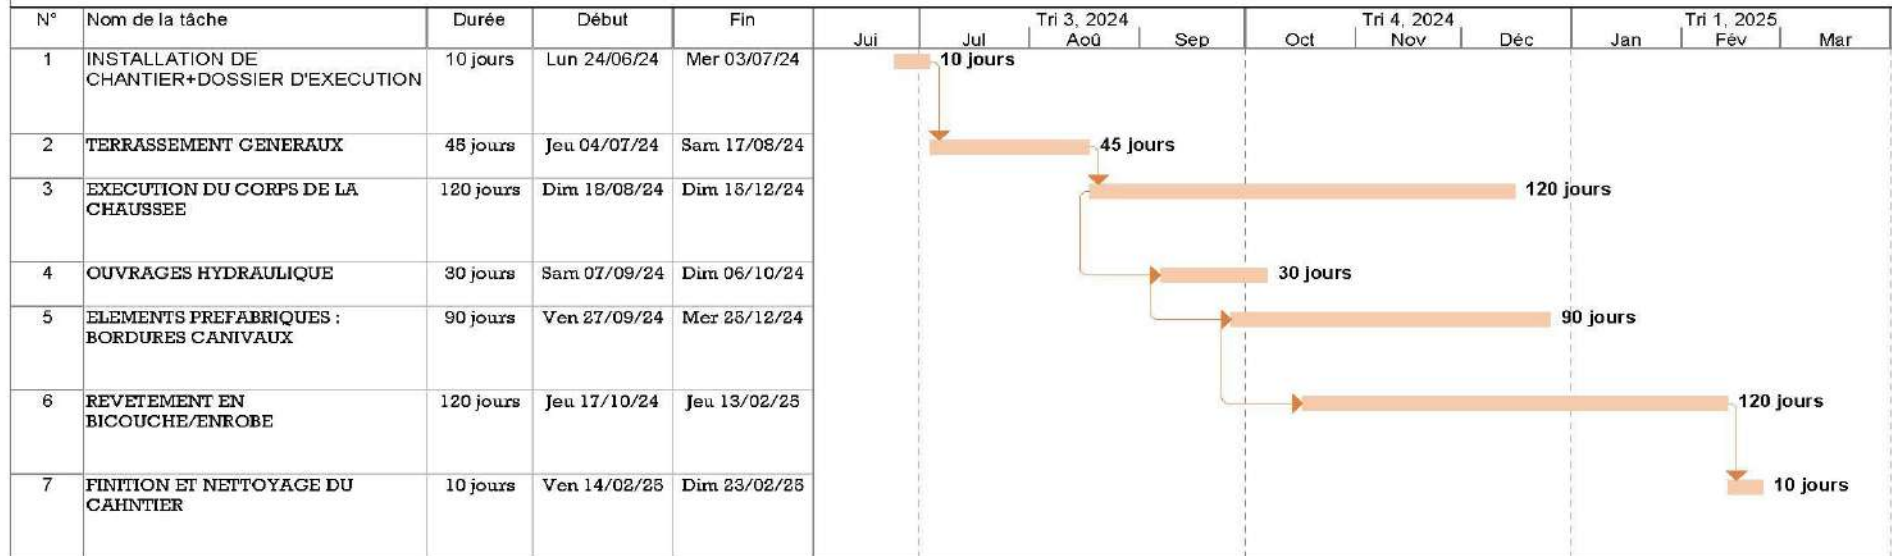 N° Nom de la tâche Durée Début Fin Tri 3, 2024 Tri 4, 2024 Tri 1, 2025
Jui Jul Aoû Sep Oct Nov Déc Jan Fév Mar
1 INSTALLATION DE 10 jours Lun 24/06/24 Mer 03/07/24 10 jours
CHANTIER+DOSSIER D'EXECUTION
2 TERRASSEMENT GENERAUX 45 jours Jeu 04/07/24 Sam 17/08/24 45 jours
3 EXECUTION DU CORPS DE LA 120 jours Dim 18/08/24 Dim 15/12/24 120 jours
CHAUSSEE
4 OUVRAGES HYDRAULIQUE 30 jours Sam 07/09/24 Dim 06/10/24 30 jours
5 ELEMENTS PREFABRIQUES : 90 jours Ven 27/09/24 Mer 25/12/24 90 jours
BORDURES CANIVAUX
6 REVETEMENT EN 120 jours Jeu 17/10/24 Jeu 13/02/25 120 jours
BICOUCHE/ENROBE
7 FINITION ET NETTOYAGE DU 10 jours Ven 14/02/25 Dim 23/02/25 10 jours
CAHNTIER